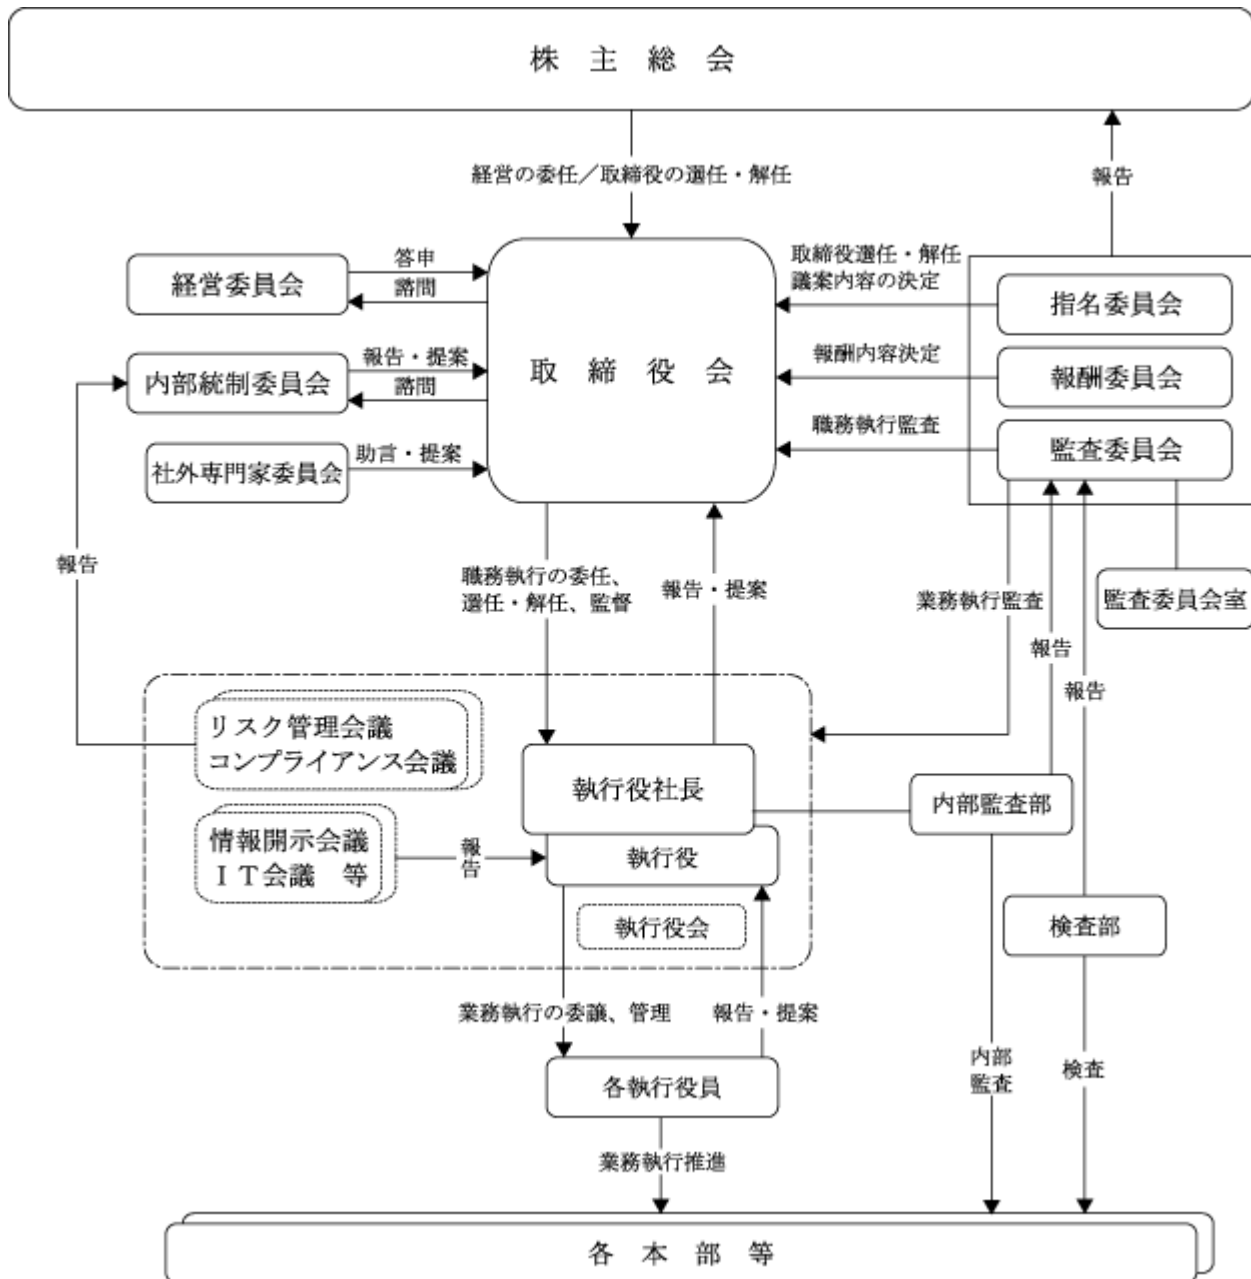 株主総会
経営の委任／取締役の選任・解任
報告
経営委員会
答申
諮問
取締役会
取締役選任・解任
議案内容の決定
指名委員会
内部統制委員会
報告・提案
諮問
報酬内容決定
報酬委員会
社外専門家委員会
助言・提案
職務執行監査
監査委員会
報告
職務執行の委任、
選任・解任、監督
報告・提案
業務執行監査
報告
報告
監査委員会室
リスク管理会議
コンプライアンス会議
執行役社長
内部監査部
情報開示会議
ＩＴ会議　等
報告
執行役
執行役会
検査部
業務執行の委譲、管理
報告・提案
各執行役員
内部
監査
検査
業務執行推進
各本部等